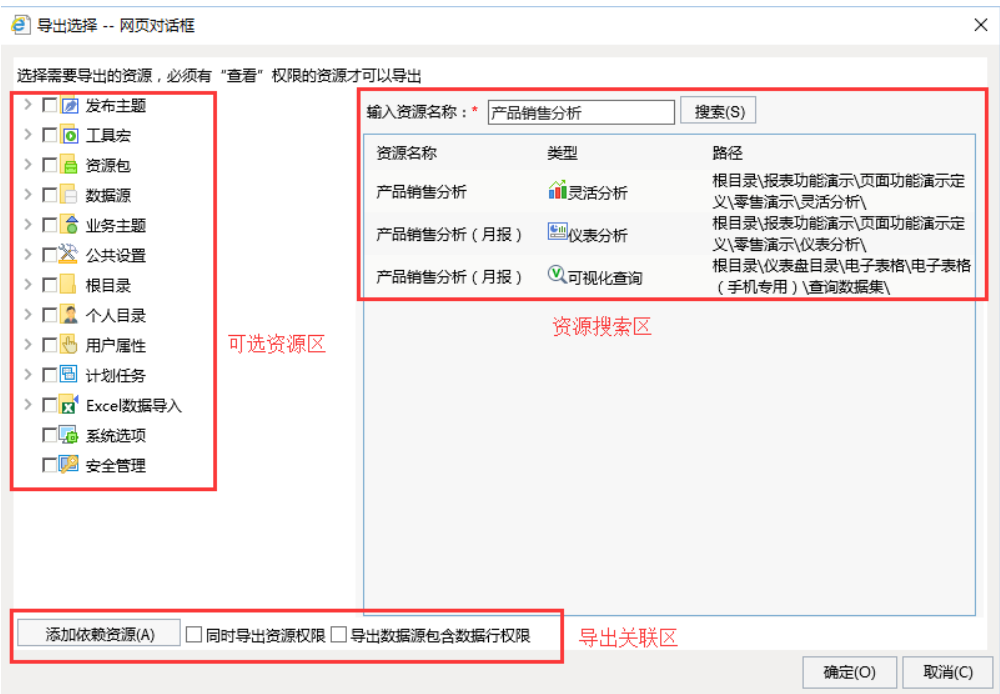 导出选择 -- 网页对话框
选择需要导出的资源，必须有“查看”权限的资源才可以导出
发布主题
工具宏
资源包
数据源
业务主题
公共设置
根目录
个人目录
用户属性
计划任务
Excel数据导入
系统选项
安全管理
可选资源区
输入资源名称：* 产品销售分析 搜索(S)
资源名称 类型 路径
产品销售分析 灵活分析 根目录\报表功能演示\页面功能演示定
义\零售演示\灵活分析\
产品销售分析（月报） 仪表分析 根目录\报表功能演示\页面功能演示定
义\零售演示\仪表分析\
产品销售分析（月报） 可视化查询 根目录\仪表盘目录\电子表格\电子表格
（手机专用）\查询数据集\
资源搜索区
添加依赖资源(A) 同时导出资源权限 导出数据源包含数据行权限
导出关联区
确定(O) 取消(C)